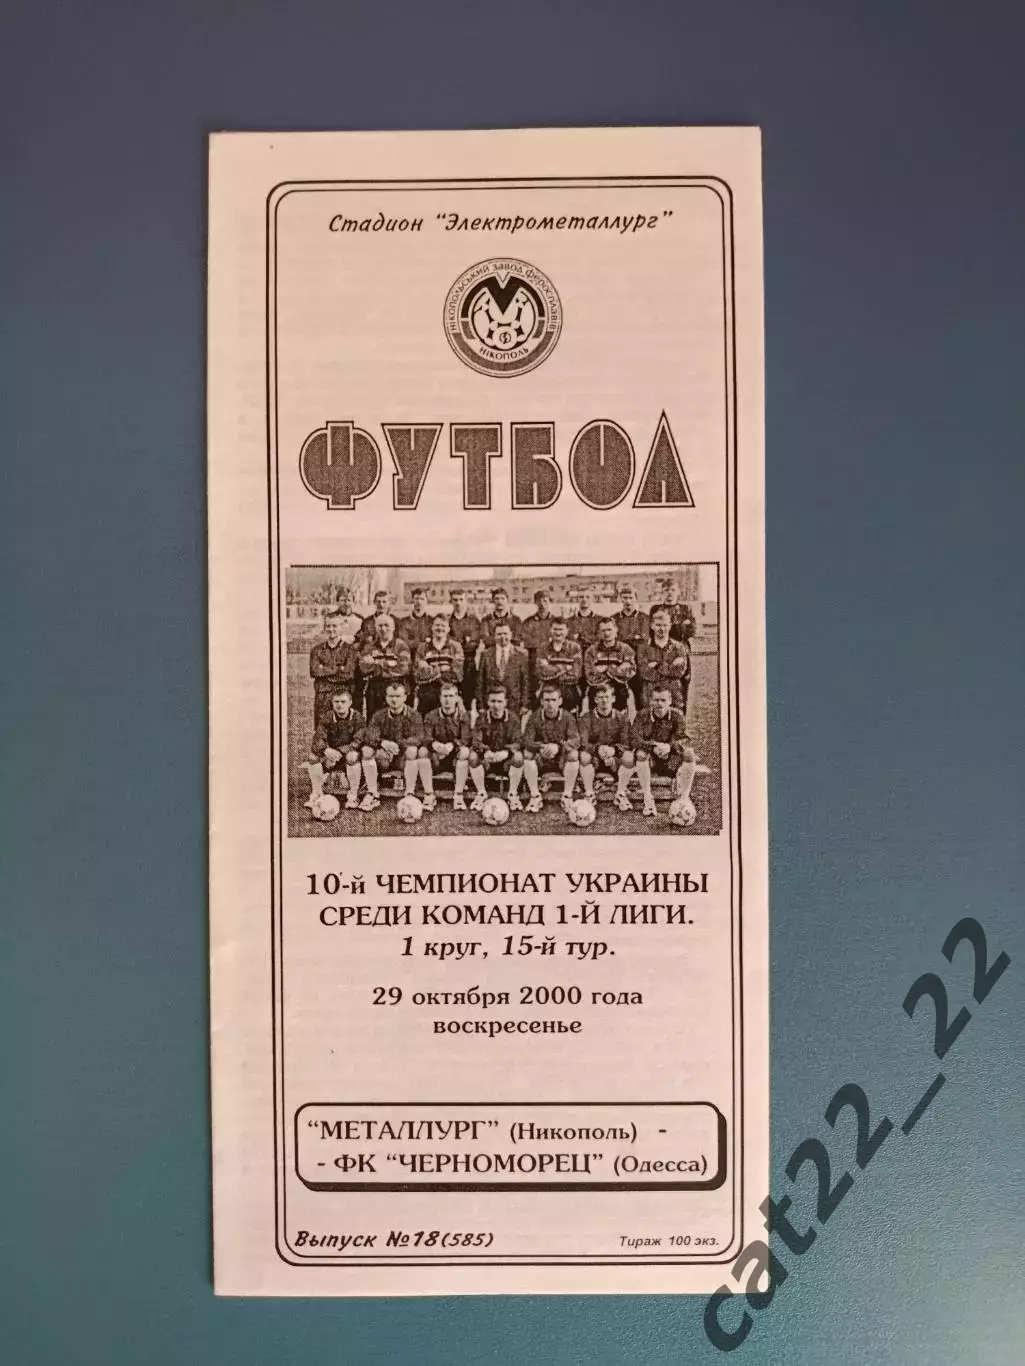 Стадион "Электрометаллург"
Нікопольський завод феросплавів
Нікополь
ФУТБОЛ
10-й ЧЕМПИОНАТ УКРАИНЫ
СРЕДИ КОМАНД 1-Й ЛИГИ.
1 круг, 15-й тур.
29 октября 2000 года
воскресенье
"МЕТАЛЛУРГ" (Никополь) -
- ФК "ЧЕРНОМОРЕЦ" (Одесса)
Выпуск №18(585)
Тираж 100 экз.
cat22_22